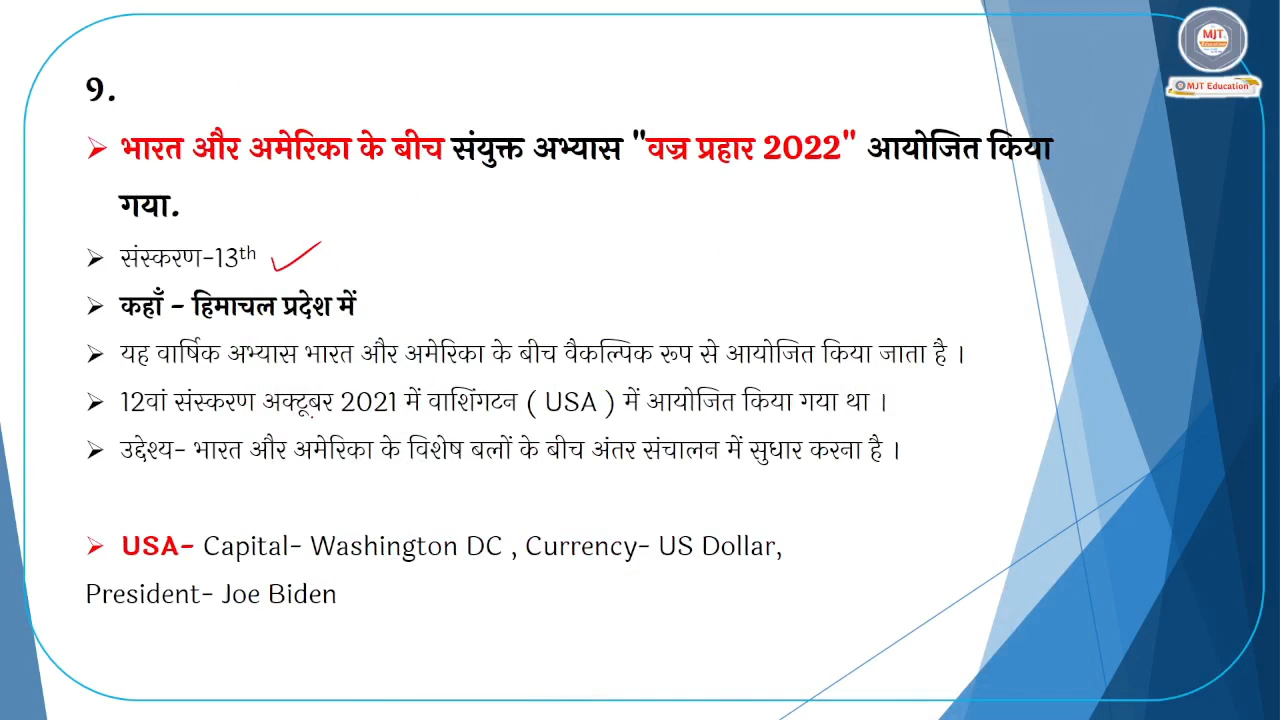 MJT
Education
MJT Education
9.
➢ भारत और अमेरिका के बीच संयुक्त अभ्यास "वज्र प्रहार 2022" आयोजित किया
गया.
➢ संस्करण-13th
➢ कहाँ - हिमाचल प्रदेश में
➢ यह वार्षिक अभ्यास भारत और अमेरिका के बीच वैकल्पिक रूप से आयोजित किया जाता है ।
➢ 12वां संस्करण अक्टूबर 2021 में वाशिंगटन ( USA ) में आयोजित किया गया था ।
➢ उद्देश्य- भारत और अमेरिका के विशेष बलों के बीच अंतर संचालन में सुधार करना है ।
➢ USA- Capital- Washington DC , Currency- US Dollar,
President- Joe Biden